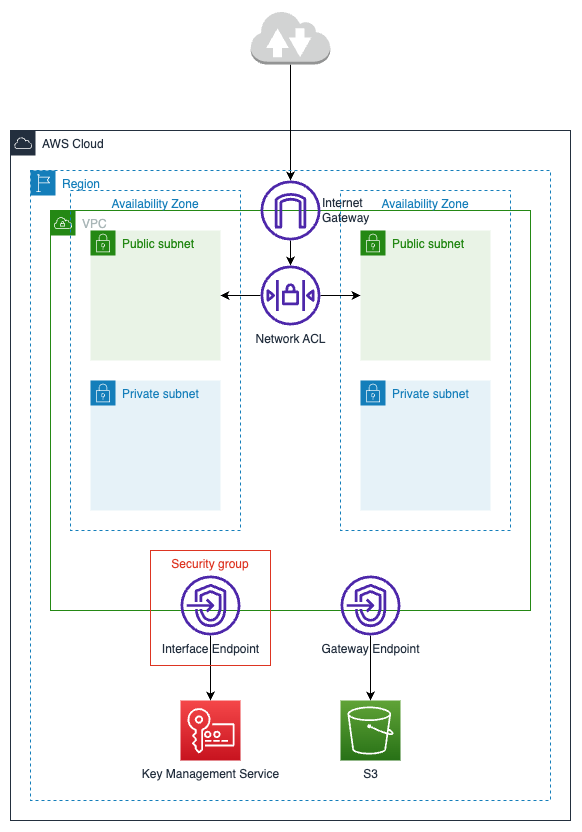 AWS Cloud
Region
Availability Zone
Internet
Gateway
Availability Zone
VPC
Public subnet
Public subnet
Network ACL
Private subnet
Private subnet
Security group
Interface Endpoint
Gateway Endpoint
Key Management Service
S3